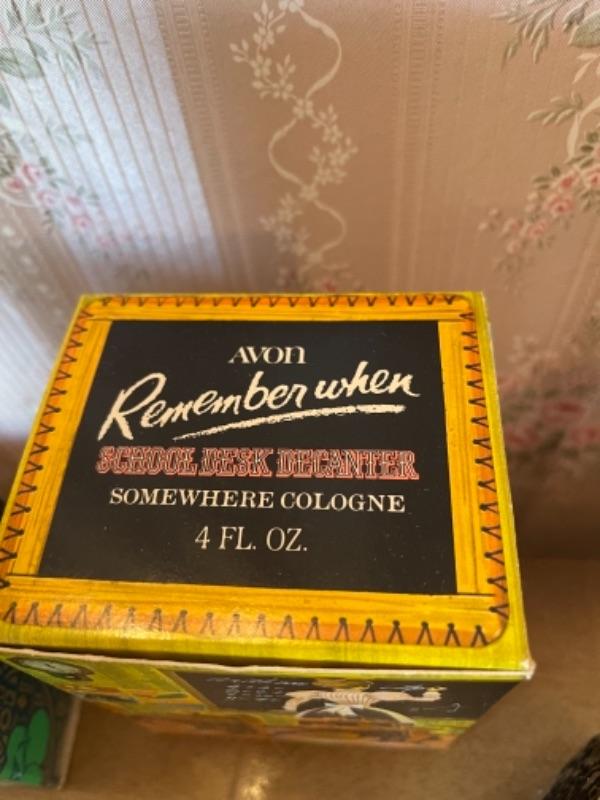 AVON
Remember when
SCHOOL DESK DECANTER
SOMEWHERE COLOGNE
4 FL. OZ.